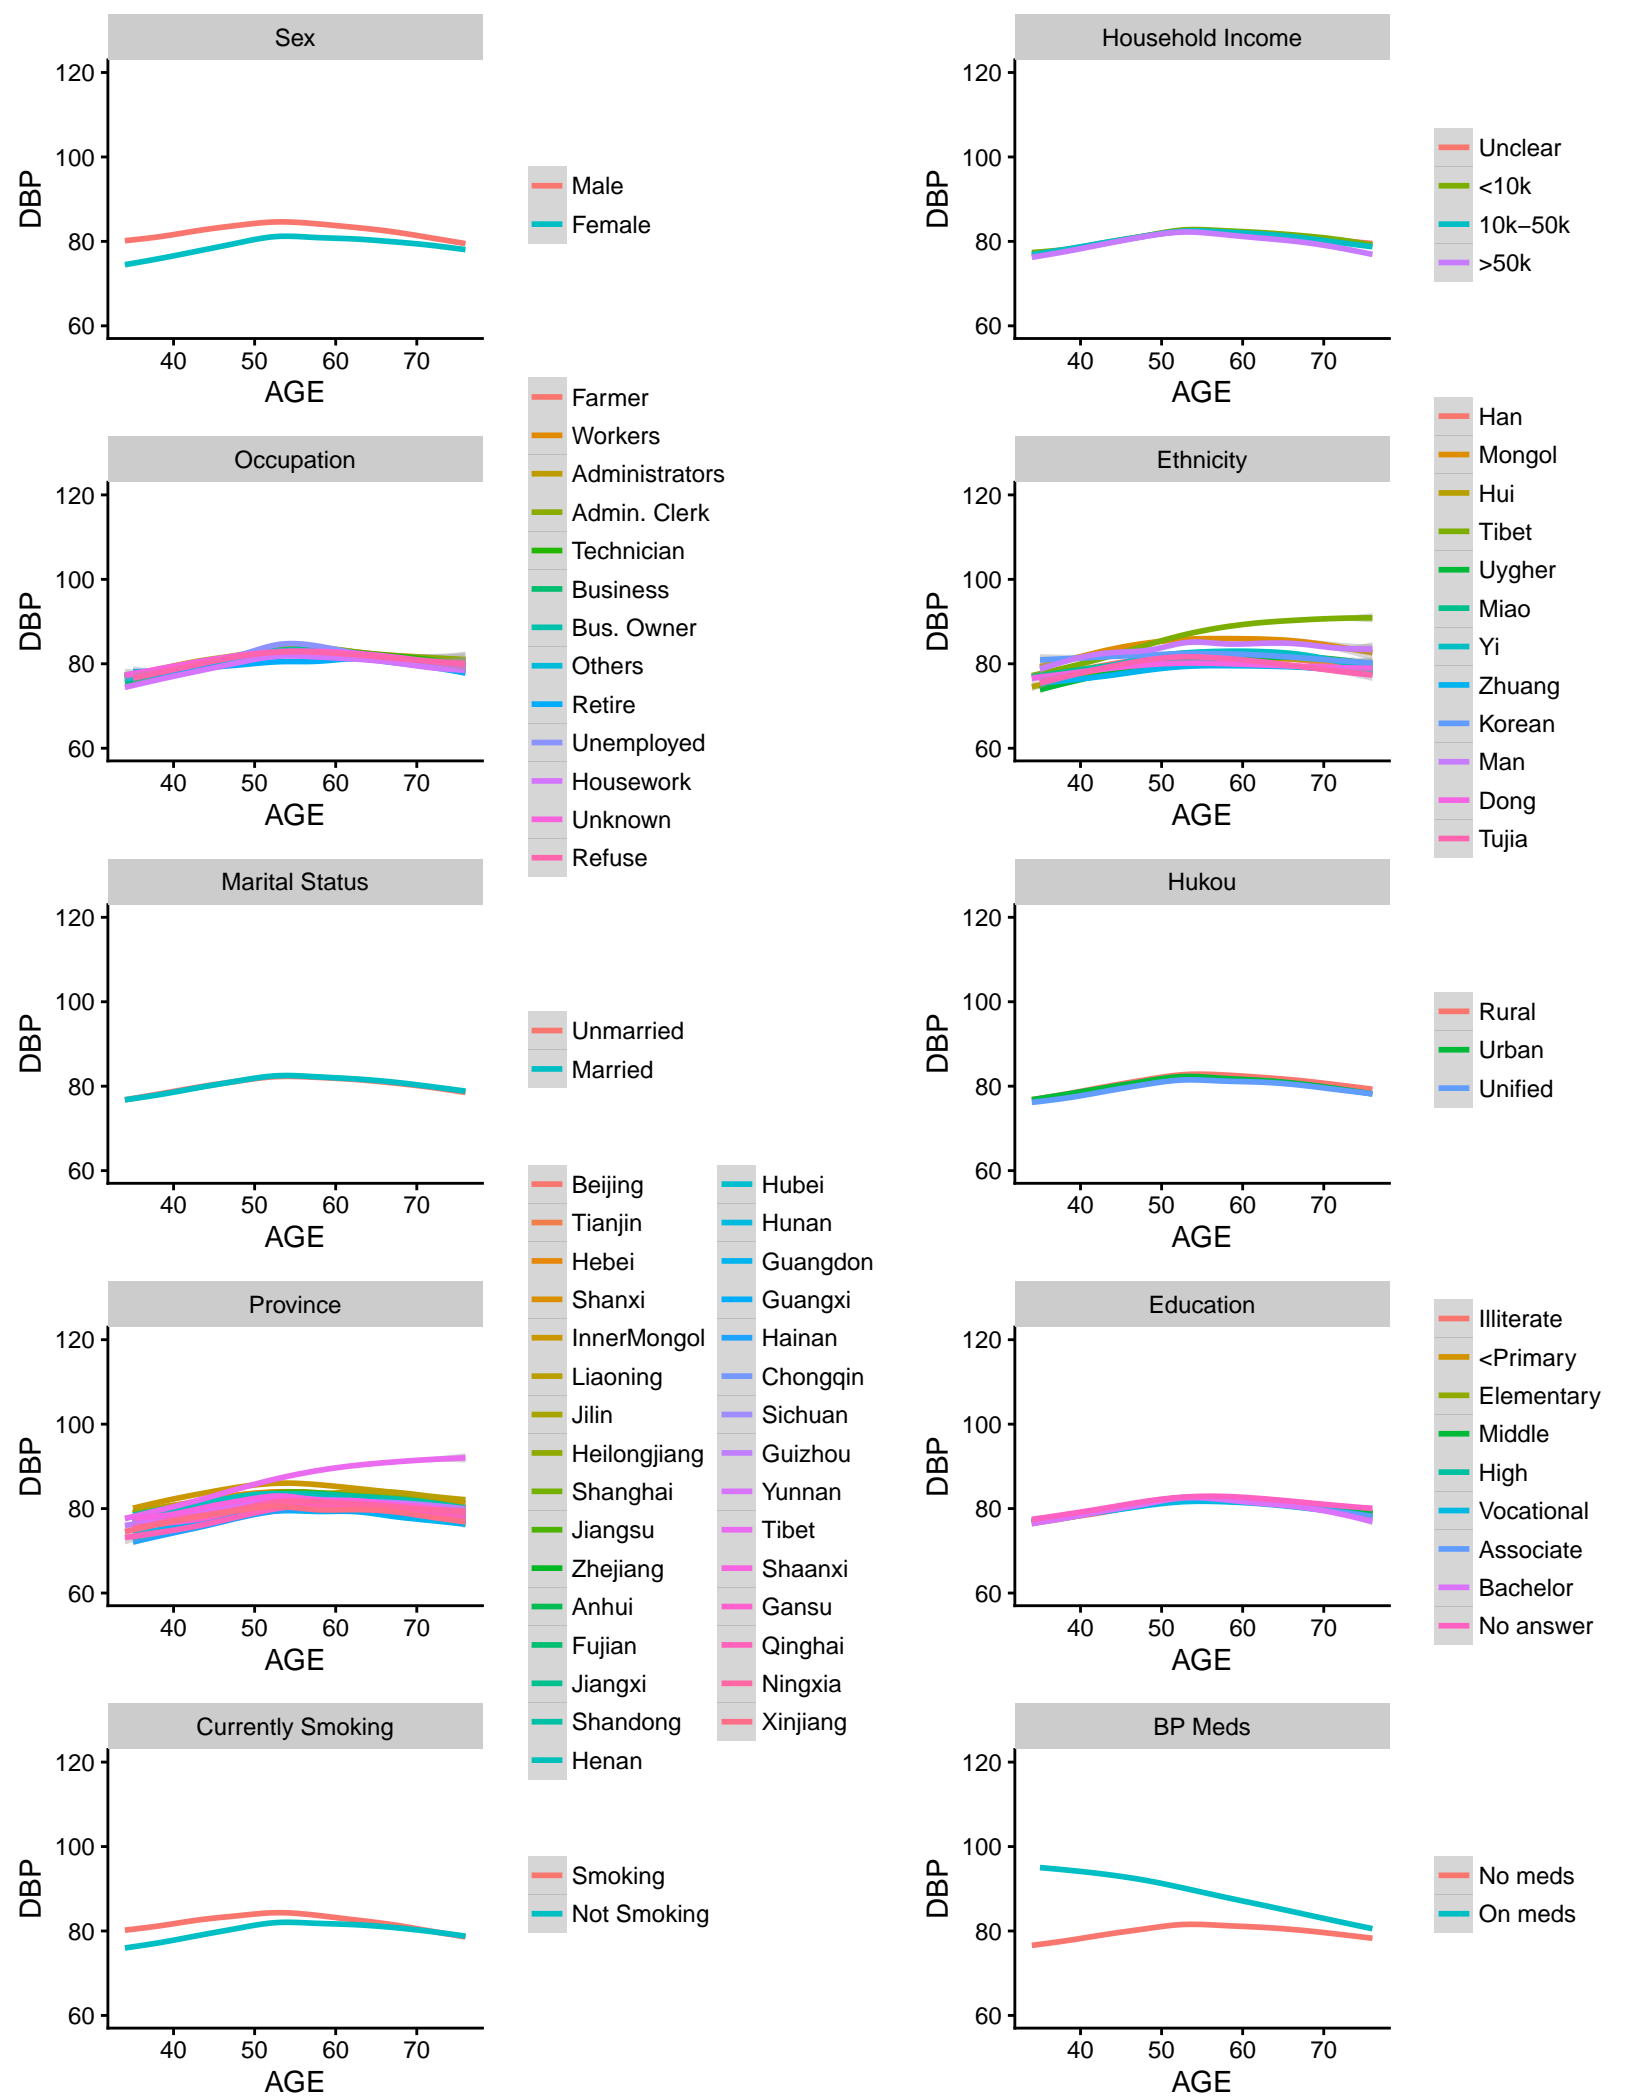 Sex
120
100
80
60
DBP
40 50 60 70
AGE
Male
Female
Household Income
120
100
80
60
DBP
40 50 60 70
AGE
Unclear
<10k
10k−50k
>50k
Occupation
120
100
80
60
DBP
40 50 60 70
AGE
Farmer
Workers
Administrators
Admin. Clerk
Technician
Business
Bus. Owner
Others
Retire
Unemployed
Housework
Unknown
Refuse
Ethnicity
120
100
80
60
DBP
40 50 60 70
AGE
Han
Mongol
Hui
Tibet
Uygher
Miao
Yi
Zhuang
Korean
Man
Dong
Tujia
Marital Status
120
100
80
60
DBP
40 50 60 70
AGE
Unmarried
Married
Hukou
120
100
80
60
DBP
40 50 60 70
AGE
Rural
Urban
Unified
Province
120
100
80
60
DBP
40 50 60 70
AGE
Beijing
Tianjin
Hebei
Shanxi
InnerMongol
Liaoning
Jilin
Heilongjiang
Shanghai
Jiangsu
Zhejiang
Anhui
Fujian
Jiangxi
Shandong
Henan
Hubei
Hunan
Guangdon
Guangxi
Hainan
Chongqin
Sichuan
Guizhou
Yunnan
Tibet
Shaanxi
Gansu
Qinghai
Ningxia
Xinjiang
Education
120
100
80
60
DBP
40 50 60 70
AGE
Illiterate
<Primary
Elementary
Middle
High
Vocational
Associate
Bachelor
No answer
Currently Smoking
120
100
80
60
DBP
40 50 60 70
AGE
Smoking
Not Smoking
BP Meds
120
100
80
60
DBP
40 50 60 70
AGE
No meds
On meds